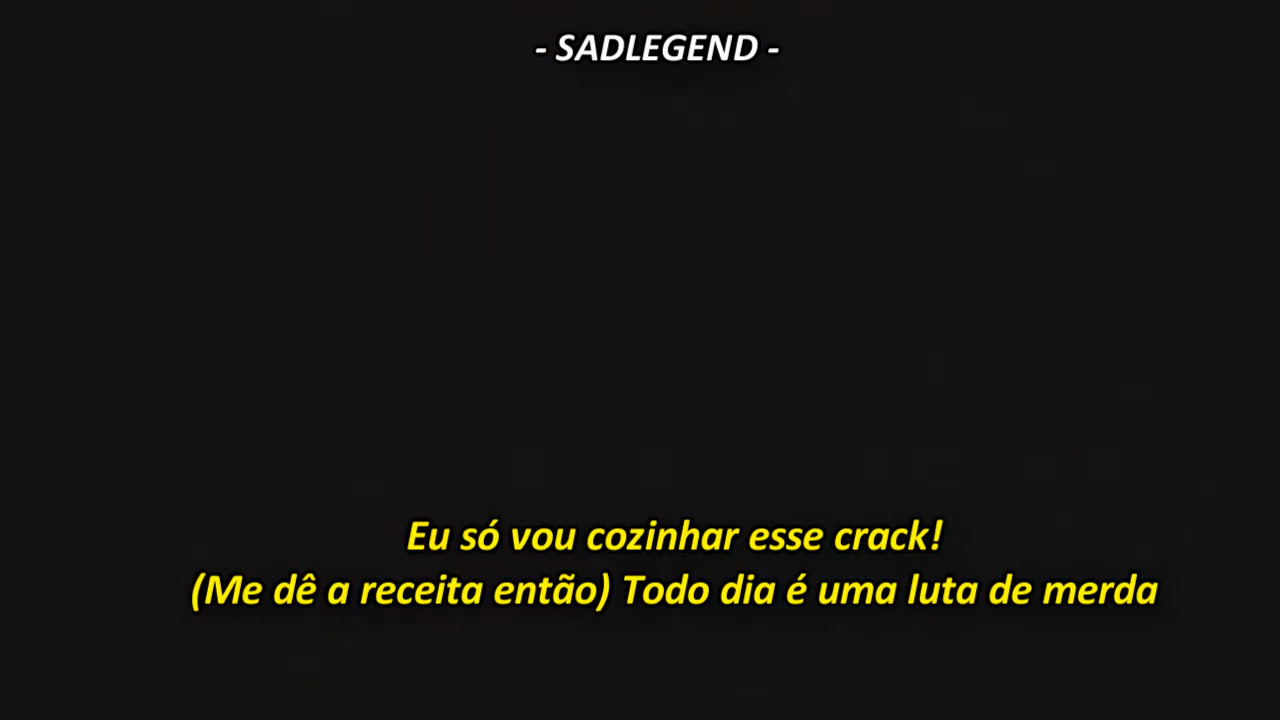 - SADLEGEND -
Eu só vou cozinhar esse crack!
(Me dê a receita então) Todo dia é uma luta de merda